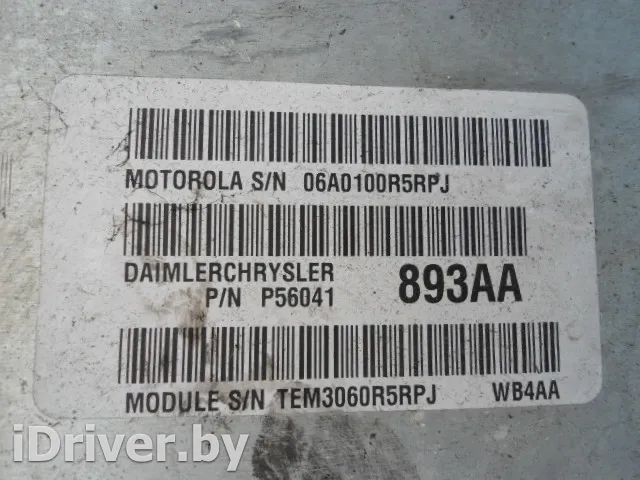 MOTOROLA S/N 06A0100R5RPJ
DAIMLERCHRYSLER
P/N P56041 893AA
MODULE S/N TEM3060R5RPJ WB4AA
iDriver.by